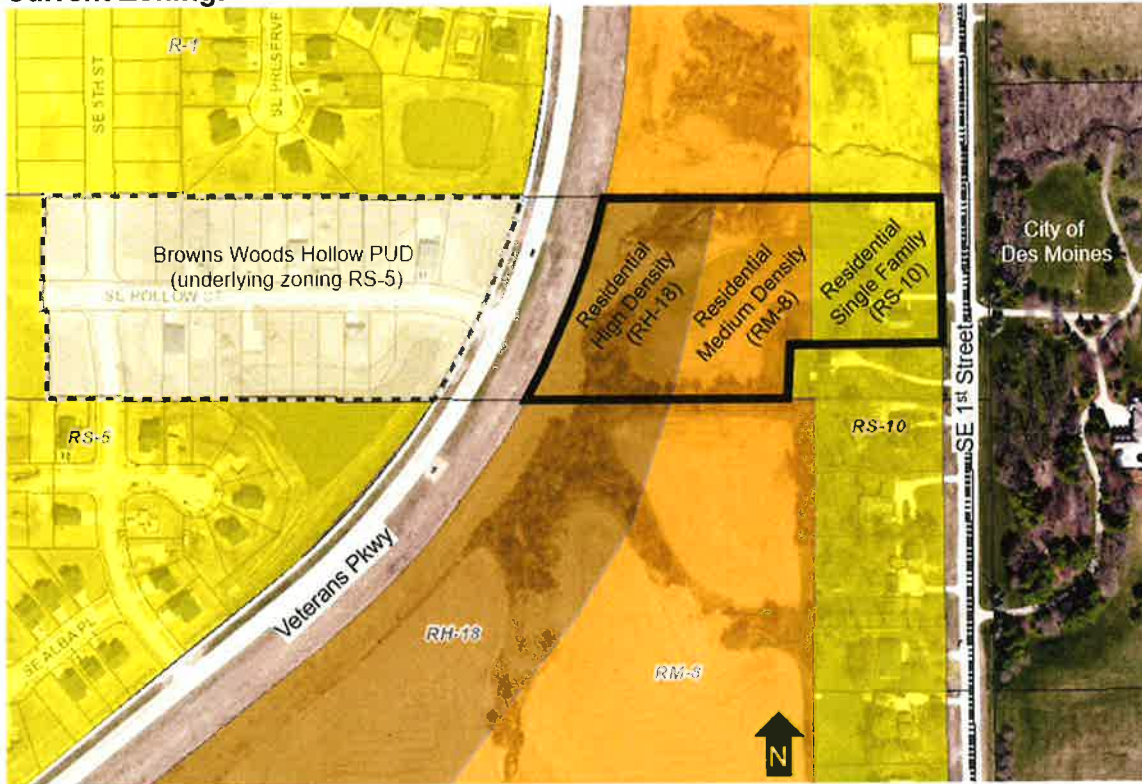 Current Zoning:
R-1
SE 5TH ST
SE PRESERVE
Browns Woods Hollow PUD
(underlying zoning RS-5)
SE HOLLOW CT
Residential
High Density
(RH-18)
Residential
Medium Density
(RM-8)
Residential
Single Family
(RS-10)
City of
Des Moines
RS-5
RS-10
SE 1st Street
Veterans Pkwy
SE ALBA PL
RH-18
RM-8
N